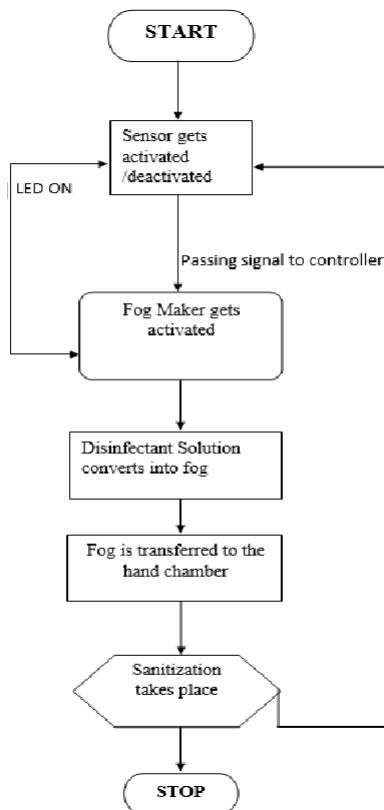 START
Sensor gets
activated
/deactivated
LED ON
Passing signal to controller
Fog Maker gets
activated
Disinfectant Solution
converts into fog
Fog is transferred to the
hand chamber
Sanitization
takes place
STOP